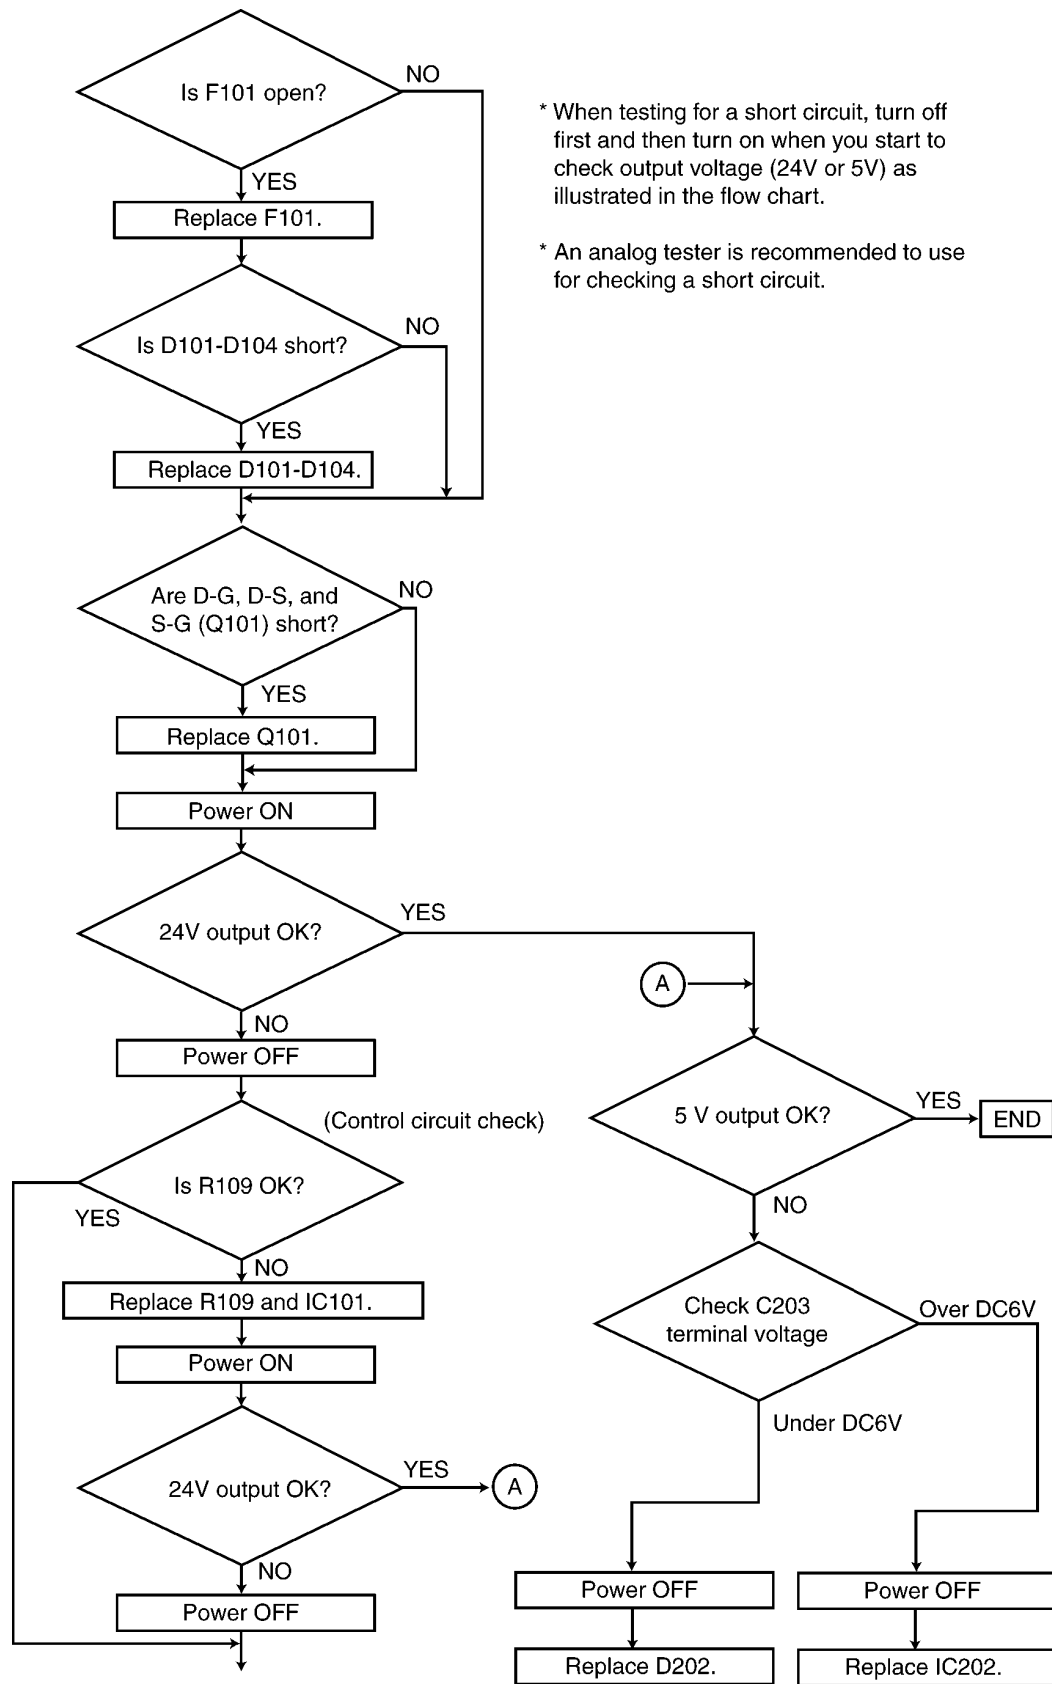 Is F101 open?
NO
YES
Replace F101.
Is D101-D104 short?
NO
YES
Replace D101-D104.
Are D-G, D-S, and
S-G (Q101) short?
NO
YES
Replace Q101.
Power ON
24V output OK?
YES
NO
Power OFF
(Control circuit check)
Is R109 OK?
YES
NO
Replace R109 and IC101.
Power ON
24V output OK?
YES
A
NO
Power OFF
* When testing for a short circuit, turn off
first and then turn on when you start to
check output voltage (24V or 5V) as
illustrated in the flow chart.
* An analog tester is recommended to use
for checking a short circuit.
A
5 V output OK?
YES
END
NO
Check C203
terminal voltage
Over DC6V
Under DC6V
Power OFF
Replace D202.
Power OFF
Replace IC202.